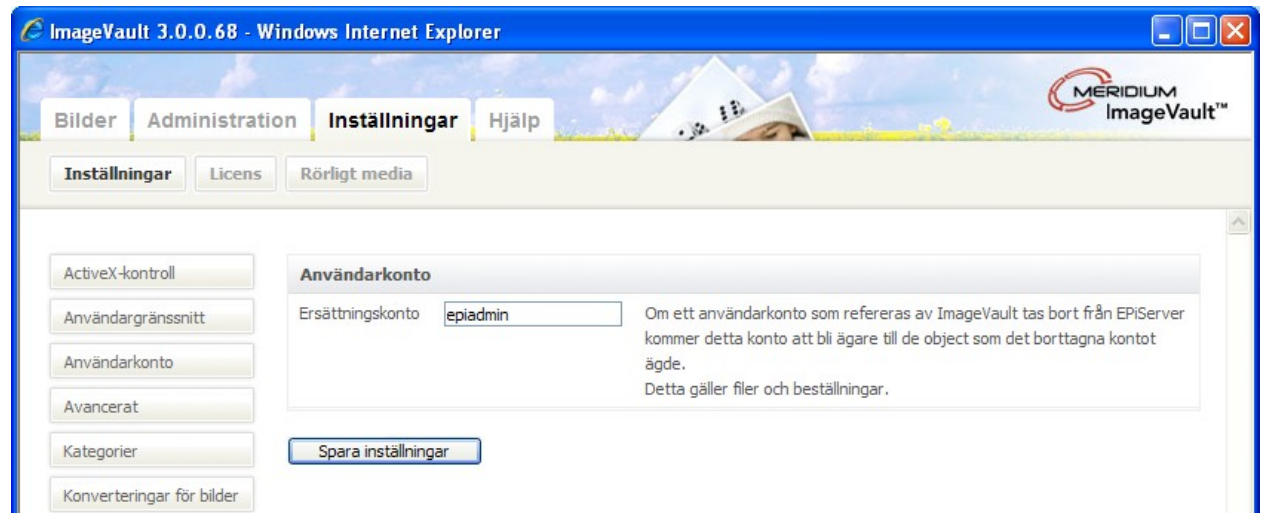 ImageVault 3.0.0.68 - Windows Internet Explorer
MERIDIUM
ImageVault™
Bilder Administration Inställningar Hjälp
Inställningar Licens Rörligt media
ActiveX-kontroll
Användargränssnitt
Användarkonto
Avancerat
Kategorier
Konverteringar för bilder
Användarkonto
Ersättningskonto epiadmin
Om ett användarkonto som refereras av ImageVault tas bort från EPiServer
kommer detta konto att bli ägare till de object som det borttagna kontot
ägde.
Detta gäller filer och beställningar.
Spara inställningar